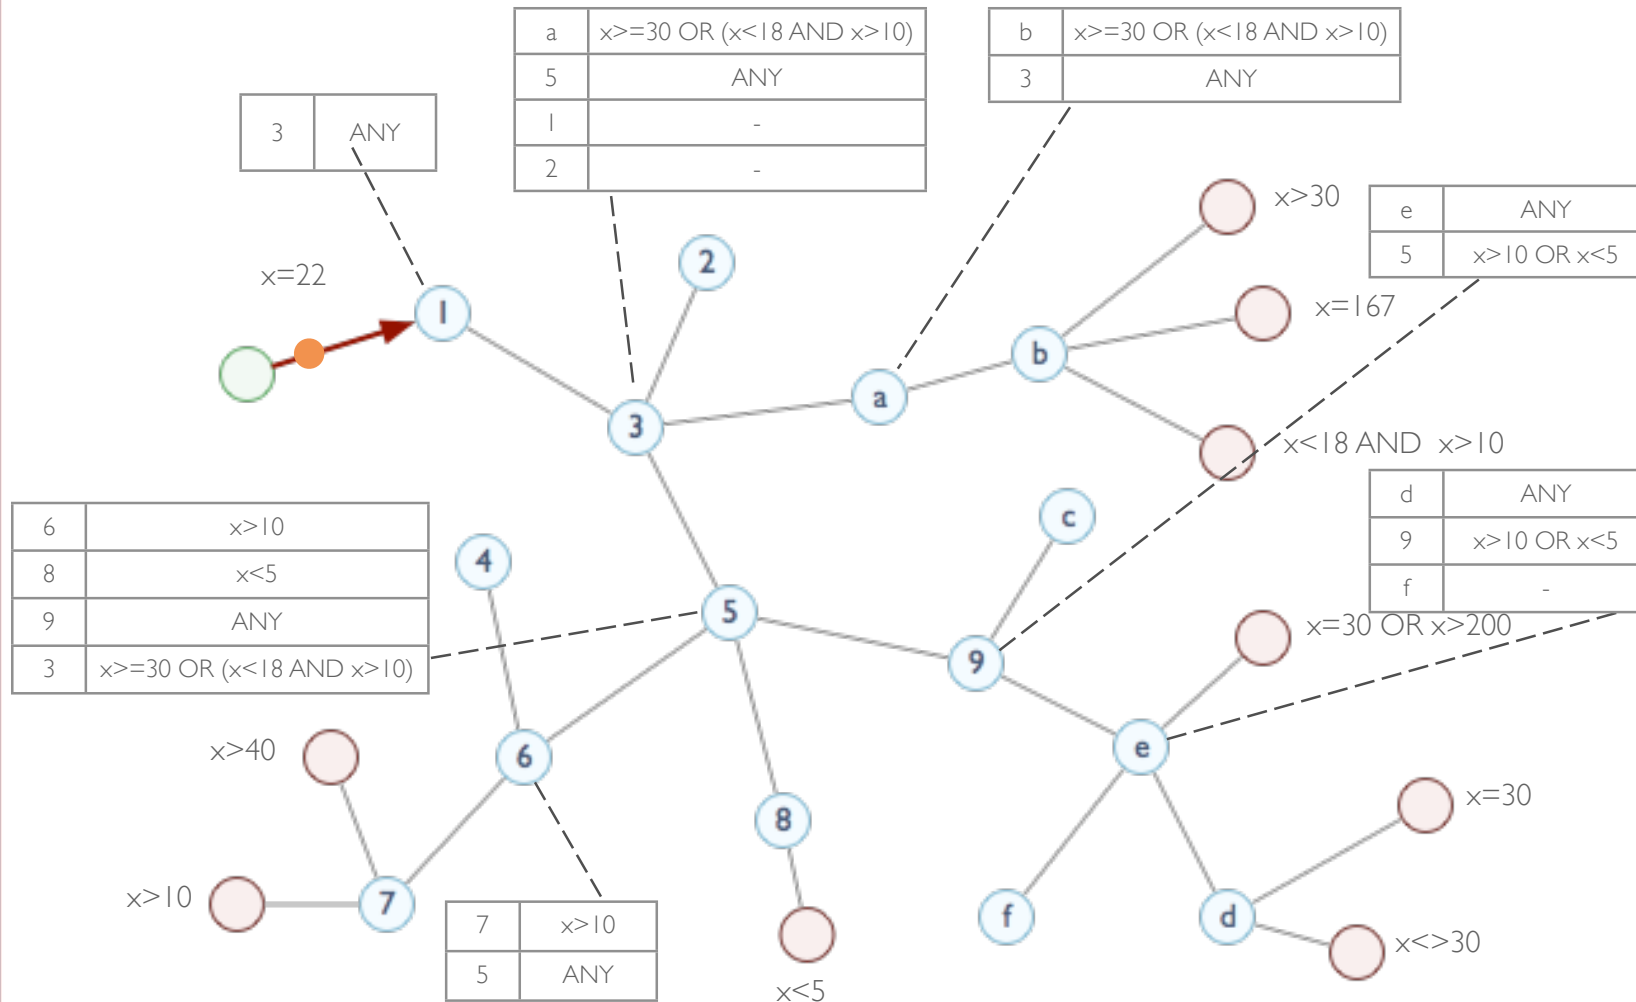 a x>=30 OR (x<18 AND x>10)
5 ANY
1 -
2 -
b x>=30 OR (x<18 AND x>10)
3 ANY
3 ANY
x>30
e ANY
5 x>10 OR x<5
2
x=22
1
x=167
b
a
3
x<18 AND x>10
d ANY
9 x>10 OR x<5
f -
c
6 x>10
8 x<5
9 ANY
3 x>=30 OR (x<18 AND x>10)
4
5
x=30 OR x>200
9
e
x>40
6
x=30
8
x>10
7
f
d
x<>30
7 x>10
5 ANY
x<5